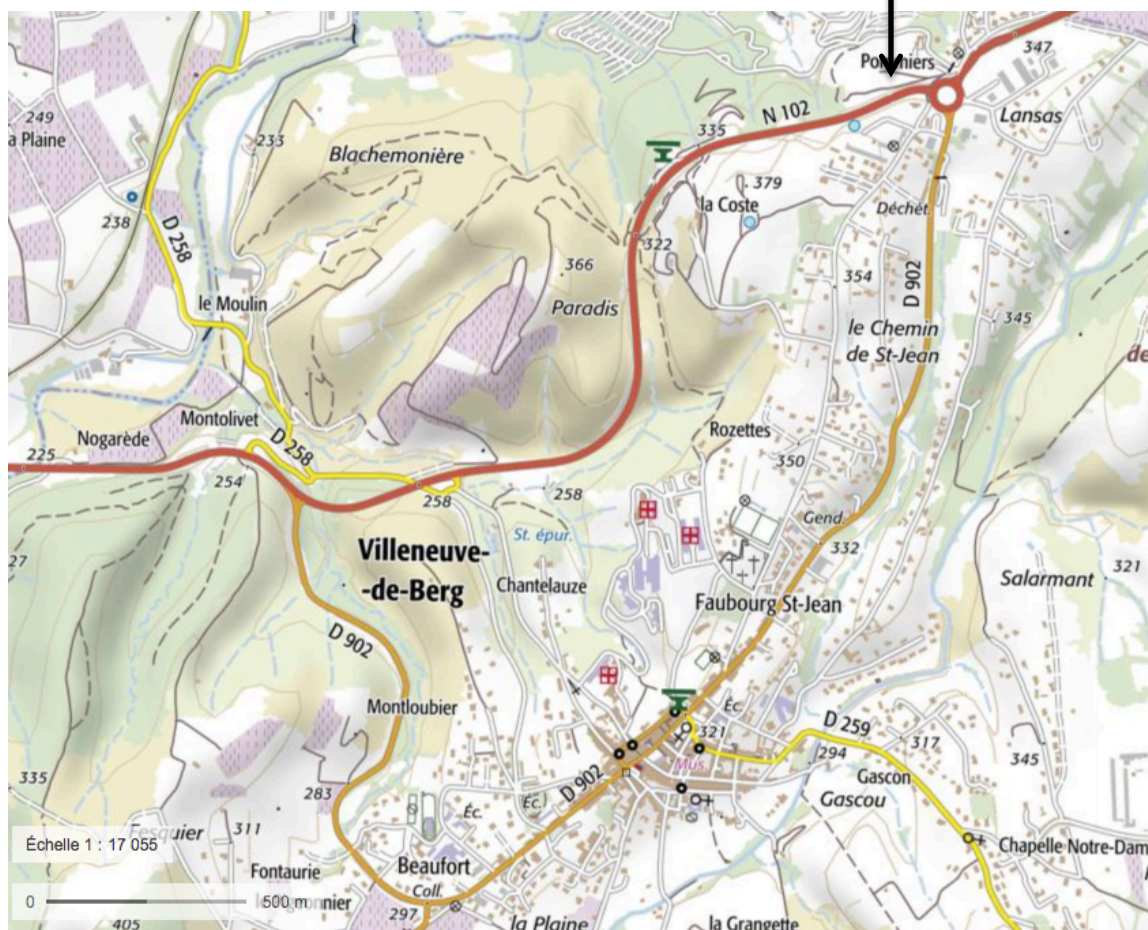 347
Lansas
N 102
335
249
a Plaine
233
Blachemonière
379
la Coste
Déchèt.
238
D 258
322
D 902
366
Paradis
354
le Moulin
le Chemin
de St-Jean
345
de
Montolivet
Nogarède
D 258
Rozettes
350
225
254
258
258
St. épur.
Gend.
332
Villeneuve-
-de-Berg
Chantelauze
27
Salarmant
321
Faubourg St-Jean
D 902
Montloubier
Éc.
321
D 259
Mus.
294
317
345
Gascon
Gascou
335
283
D 902
Éc.
Éc.
Fesquier
311
Échelle 1 : 17 055
Beaufort
Chapelle Notre-Dam
Fontaurie
Coll.
0
500 m
297
405
la Plaine
la Grangette